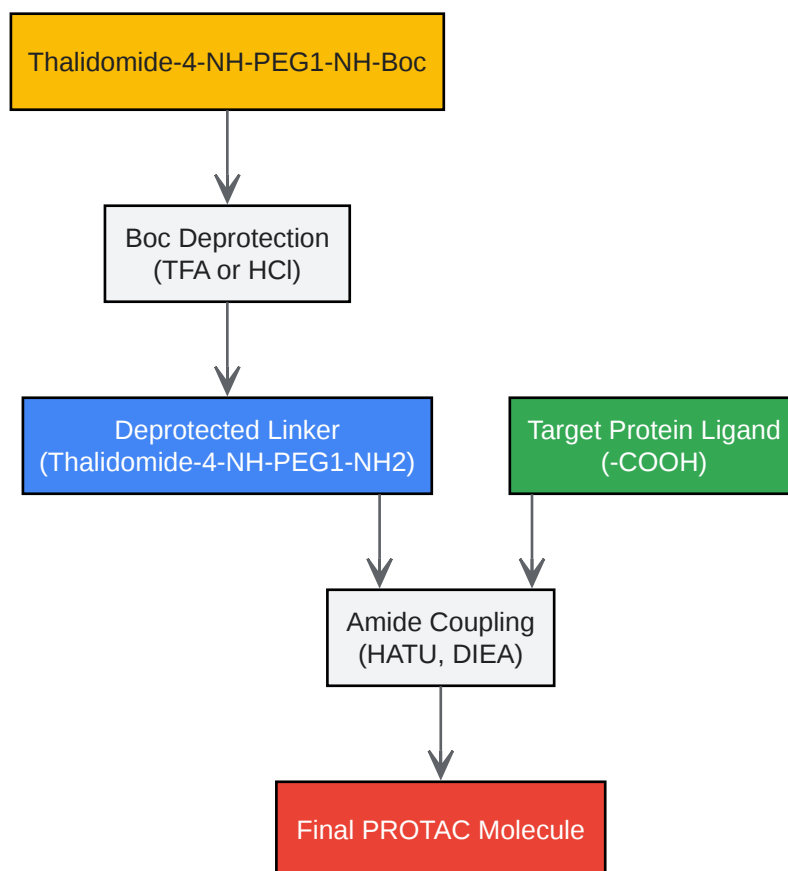 Thalidomide-4-NH-PEG1-NH-Boc
Boc Deprotection
(TFA or HCl)
Deprotected Linker
(Thalidomide-4-NH-PEG1-NH2)
Target Protein Ligand
(-COOH)
Amide Coupling
(HATU, DIEA)
Final PROTAC Molecule